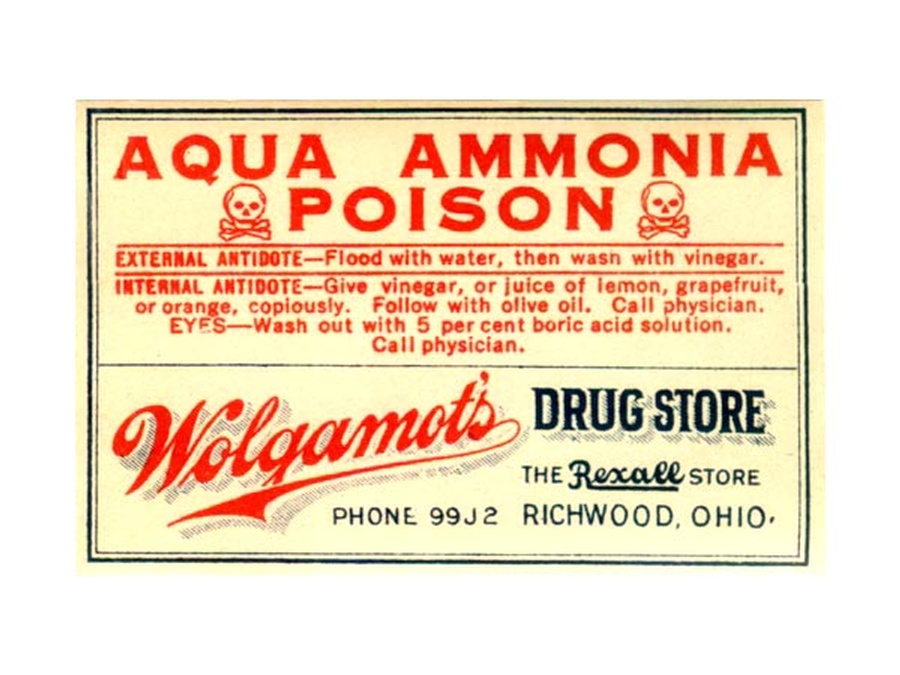 AQUA AMMONIA
POISON
EXTERNAL ANTIDOTE—Flood with water, then wash with vinegar.
INTERNAL ANTIDOTE—Give vinegar, or juice of lemon, grapefruit,
or orange, copiously. Follow with olive oil. Call physician.
EYES—Wash out with 5 per cent boric acid solution.
Call physician.
Wolgamot's DRUG STORE
THE Rexall STORE
PHONE 99J2 RICHWOOD, OHIO.